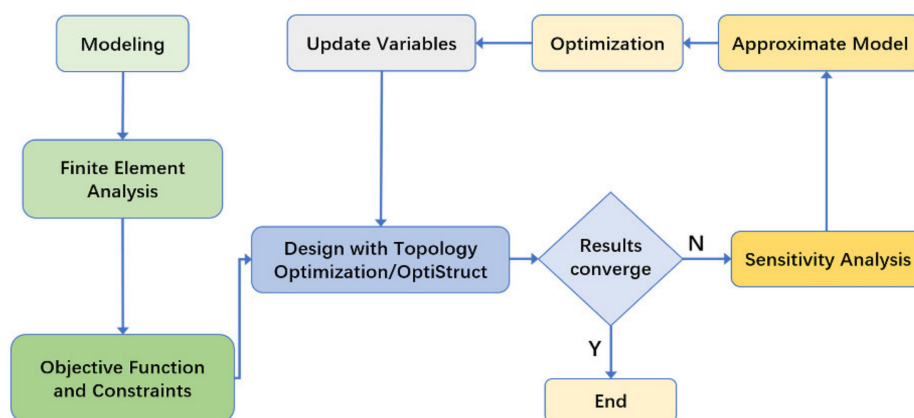 Modeling
Update Variables
Optimization
Approximate Model
Finite Element
Analysis
Design with Topology
Optimization/OptiStruct
Results
converge
N
Sensitivity Analysis
Y
Objective Function
and Constraints
End